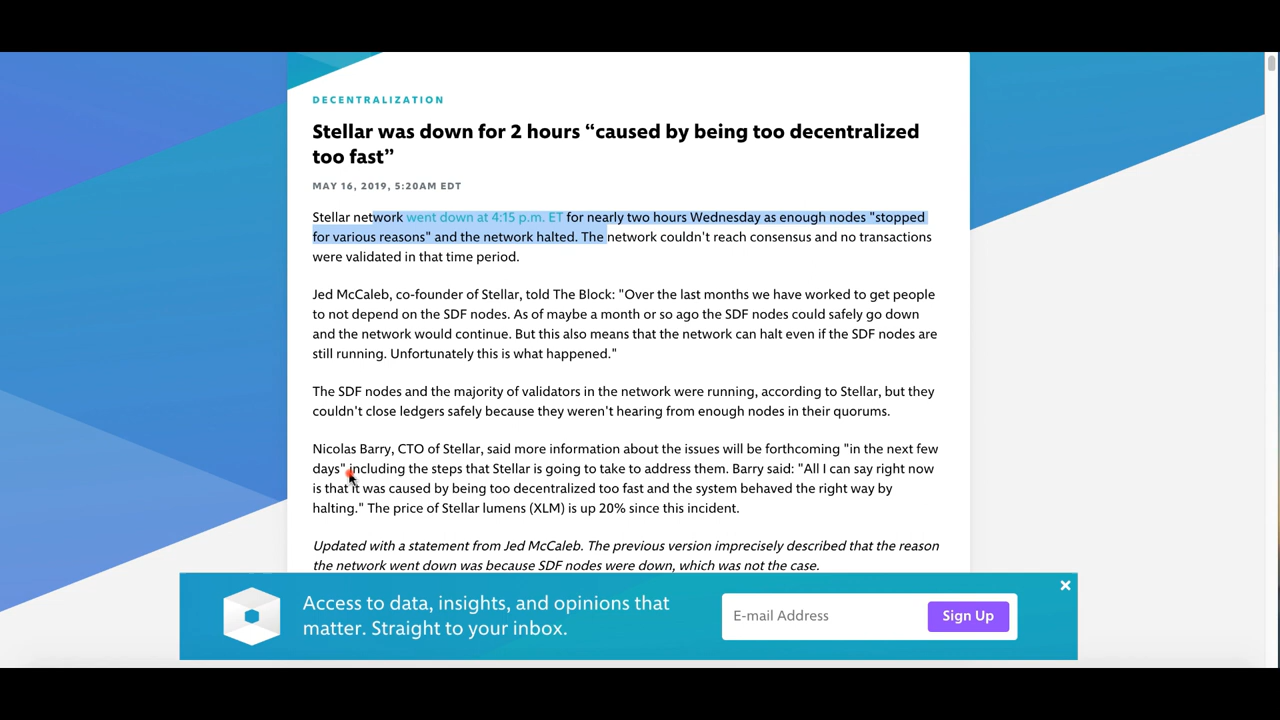 DECENTRALIZATION
Stellar was down for 2 hours “caused by being too decentralized
too fast”
MAY 16, 2019, 5:20AM EDT
Stellar network went down at 4:15 p.m. ET for nearly two hours Wednesday as enough nodes "stopped
for various reasons" and the network halted. The network couldn't reach consensus and no transactions
were validated in that time period.
Jed McCaleb, co-founder of Stellar, told The Block: "Over the last months we have worked to get people
to not depend on the SDF nodes. As of maybe a month or so ago the SDF nodes could safely go down
and the network would continue. But this also means that the network can halt even if the SDF nodes are
still running. Unfortunately this is what happened."
The SDF nodes and the majority of validators in the network were running, according to Stellar, but they
couldn't close ledgers safely because they weren't hearing from enough nodes in their quorums.
Nicolas Barry, CTO of Stellar, said more information about the issues will be forthcoming "in the next few
days" including the steps that Stellar is going to take to address them. Barry said: "All I can say right now
is that it was caused by being too decentralized too fast and the system behaved the right way by
halting." The price of Stellar lumens (XLM) is up 20% since this incident.
Updated with a statement from Jed McCaleb. The previous version imprecisely described that the reason
the network went down was because SDF nodes were down, which was not the case.
Access to data, insights, and opinions that
matter. Straight to your inbox.
E-mail Address
Sign Up